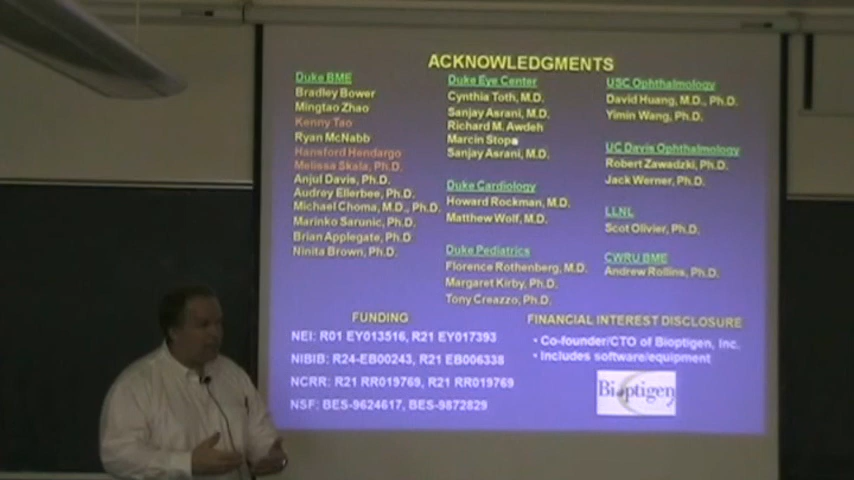 ACKNOWLEDGMENTS
Duke BME
Bradley Bower
Mingtao Zhao
Kenny Tao
Ryan McNabb
Hansford Hendargo
Melissa Skala, Ph.D.
Anjul Davis, Ph.D.
Audrey Ellerbee, Ph.D.
Michael Choma, M.D., Ph.D.
Marinko Sarunic, Ph.D.
Brian Applegate, Ph.D
Ninita Brown, Ph.D.
Duke Eye Center
Cynthia Toth, M.D.
Sanjay Asrani, M.D.
Richard M. Awdeh
Marcin Stopa
Sanjay Asrani, M.D.
Duke Cardiology
Howard Rockman, M.D.
Matthew Wolf, M.D.
Duke Pediatrics
Florence Rothenberg, M.D.
Margaret Kirby, Ph.D.
Tony Creazzo, Ph.D.
USC Ophthalmology
David Huang, M.D., Ph.D.
Yimin Wang, Ph.D.
UC Davis Ophthalmology
Robert Zawadzki, Ph.D.
Jack Werner, Ph.D.
LLNL
Scot Olivier, Ph.D.
CWRU BME
Andrew Rollins, Ph.D.
FUNDING
NEI: R01 EY013516, R21 EY017393
NIBIB: R24-EB00243, R21 EB006338
NCRR: R21 RR019769, R21 RR019769
NSF: BES-9624617, BES-9872829
FINANCIAL INTEREST DISCLOSURE
• Co-founder/CTO of Bioptigen, Inc.
• Includes software/equipment
Bioptigen